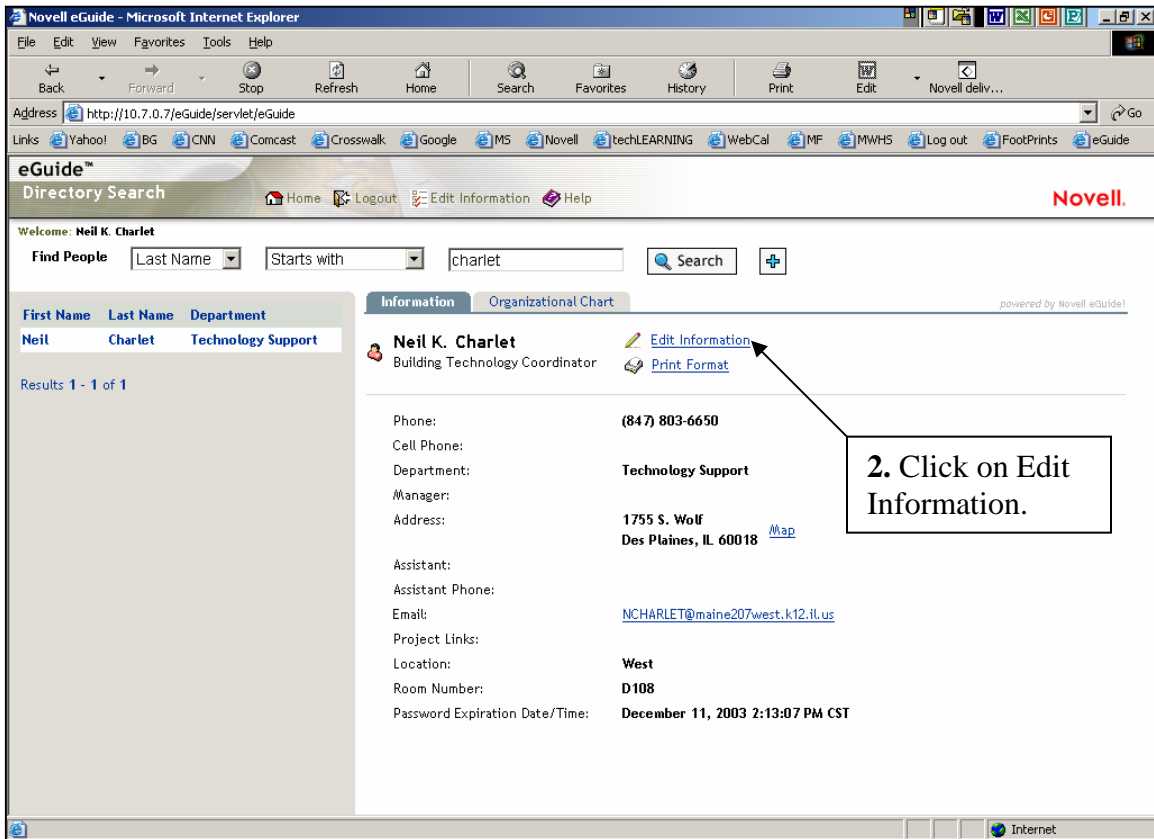 Novell eGuide - Microsoft Internet Explorer
File Edit View Favorites Tools Help
Back Forward Stop Refresh Home Search Favorites History Print Edit Novell deliv...
Address http://10.7.0.7/eGuide/servlet/eGuide Go
Links Yahoo! BG CNN Comcast Crosswalk Google MS Novell techLEARNING WebCal MF MWHS Log out FootPrints eGuide
eGuide™
Directory Search Home Logout Edit Information Help Novell.
Welcome: Neil K. Charlet
Find People Last Name Starts with charlet Search
Information Organizational Chart powered by Novell eGuide!
First Name Last Name Department
Neil Charlet Technology Support
Results 1 - 1 of 1
Neil K. Charlet Edit Information
Building Technology Coordinator Print Format
Phone: (847) 803-6650
Cell Phone:
Department: Technology Support
Manager:
Address: 1755 S. Wolf
Des Plaines, IL 60018 Map
Assistant:
Assistant Phone:
Email: NCHARLET@maine207west.k12.il.us
Project Links:
Location: West
Room Number: D108
Password Expiration Date/Time: December 11, 2003 2:13:07 PM CST
2. Click on Edit
Information.
Internet